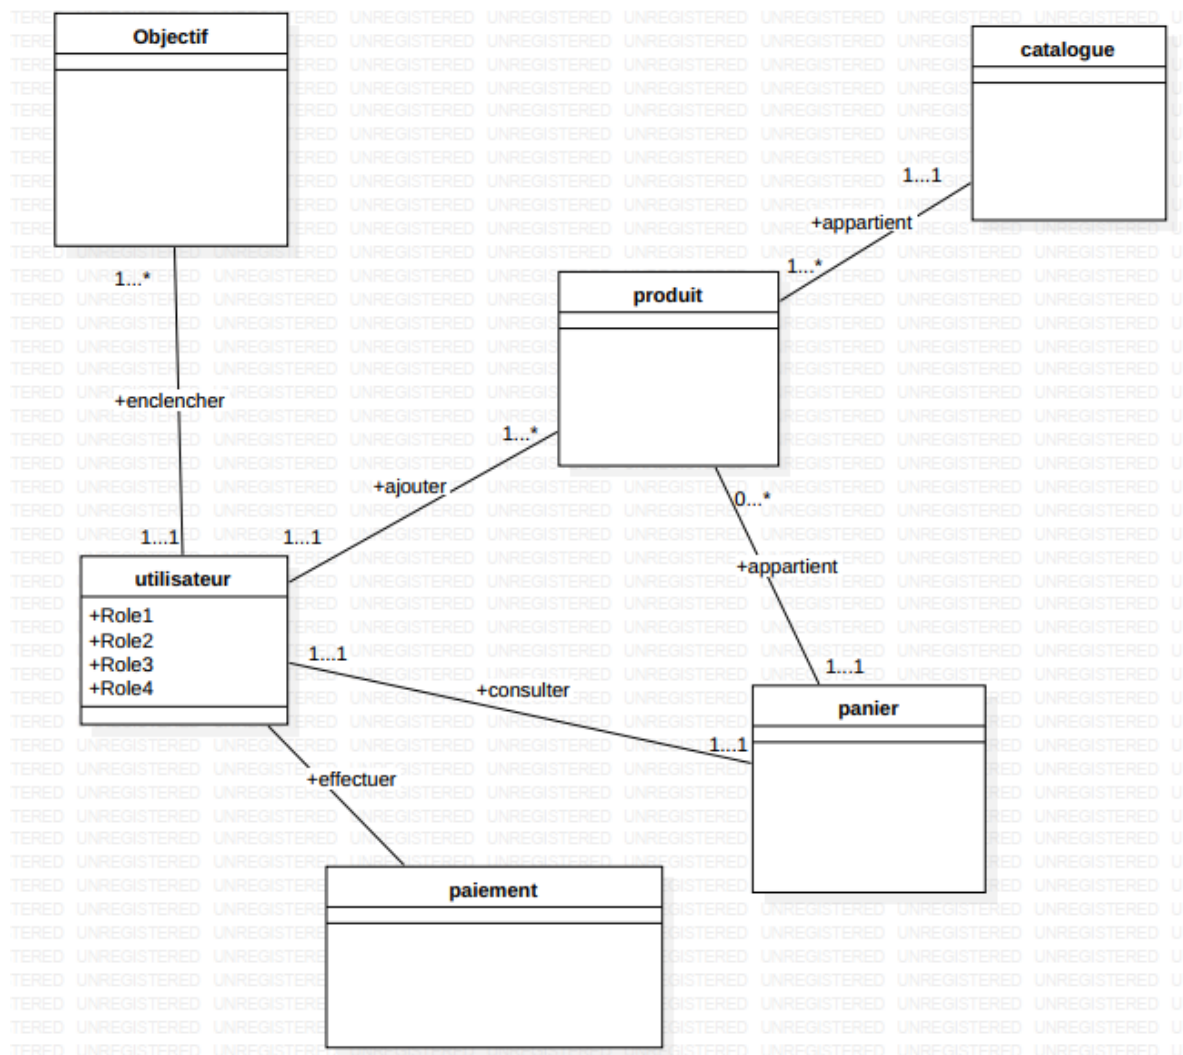 Objectif
catalogue
1...1
+appartient
1...*
produit
1...*
+enclencher
1...*
+ajouter
0...*
1...1
1...1
+appartient
utilisateur
+Role1
+Role2
+Role3
+Role4
1...1
1...1
+consulter
panier
1...1
+effectuer
paiement
UNREGISTERED